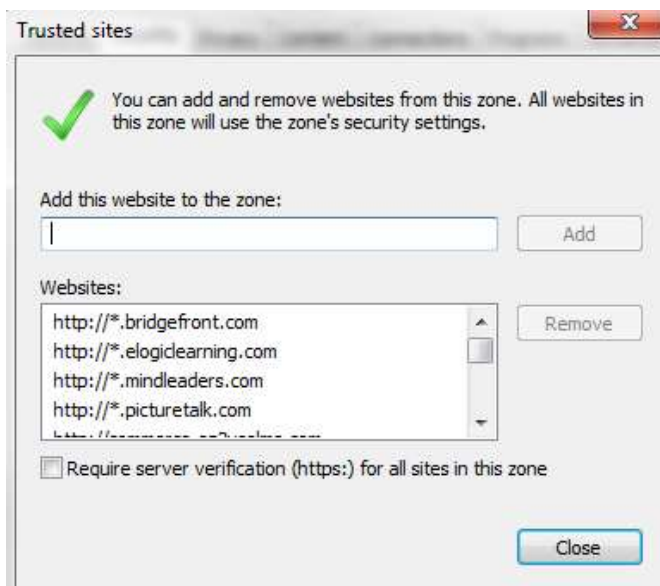 Trusted sites
You can add and remove websites from this zone. All websites in
this zone will use the zone's security settings.
Add this website to the zone:
Add
Websites:
http://*.bridgefront.com
http://*.elogiclearning.com
http://*.mindleaders.com
http://*.picturetalk.com
Remove
Require server verification (https:) for all sites in this zone
Close